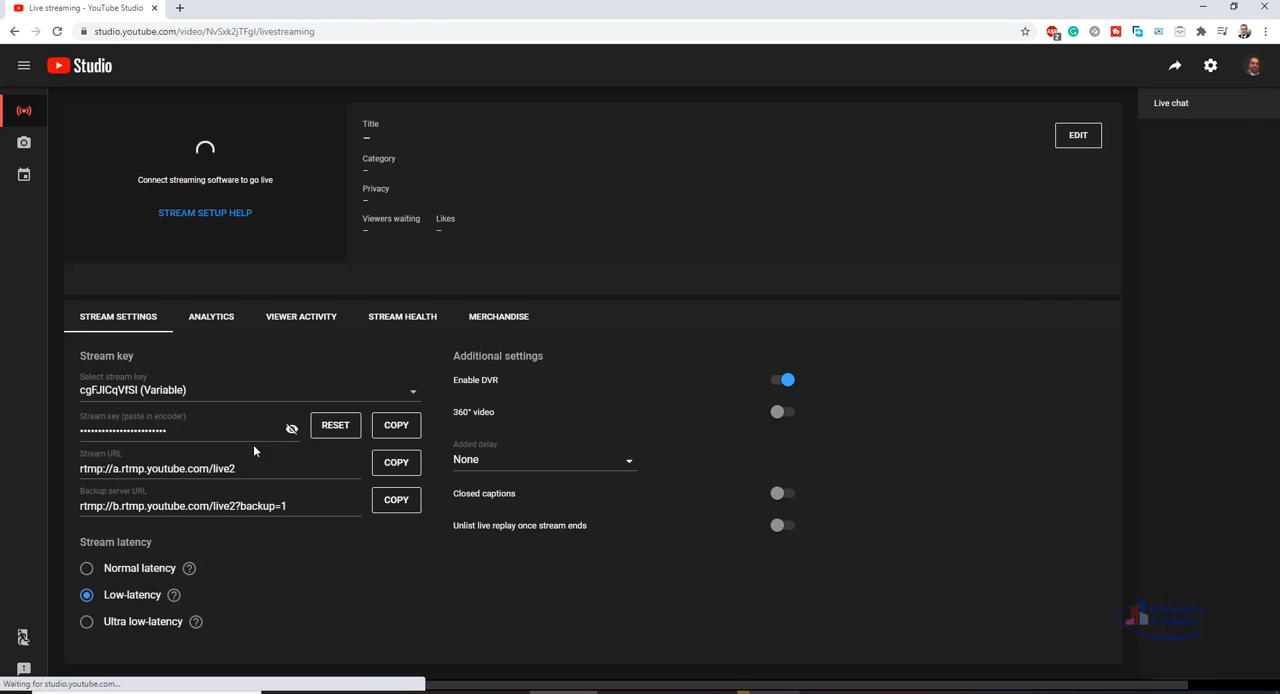 Live streaming - YouTube Studio
studio.youtube.com/video/NvSxk2jTFgI/livestreaming
2
Studio
Live chat
Connect streaming software to go live
STREAM SETUP HELP
Title
–
EDIT
Category
–
Privacy
–
Viewers waiting Likes
– –
STREAM SETTINGS ANALYTICS VIEWER ACTIVITY STREAM HEALTH MERCHANDISE
Stream key
Additional settings
Select stream key
cgFJlCqVfSI (Variable)
Enable DVR
Stream key (paste in encoder)
••••••••••••••••••••••••
RESET COPY
360° video
Stream URL
rtmp://a.rtmp.youtube.com/live2
COPY
Added delay
None
Backup server URL
rtmp://b.rtmp.youtube.com/live2?backup=1
COPY
Closed captions
Unlist live replay once stream ends
Stream latency
Normal latency ?
Low-latency ?
Ultra low-latency ?
Waiting for studio.youtube.com...